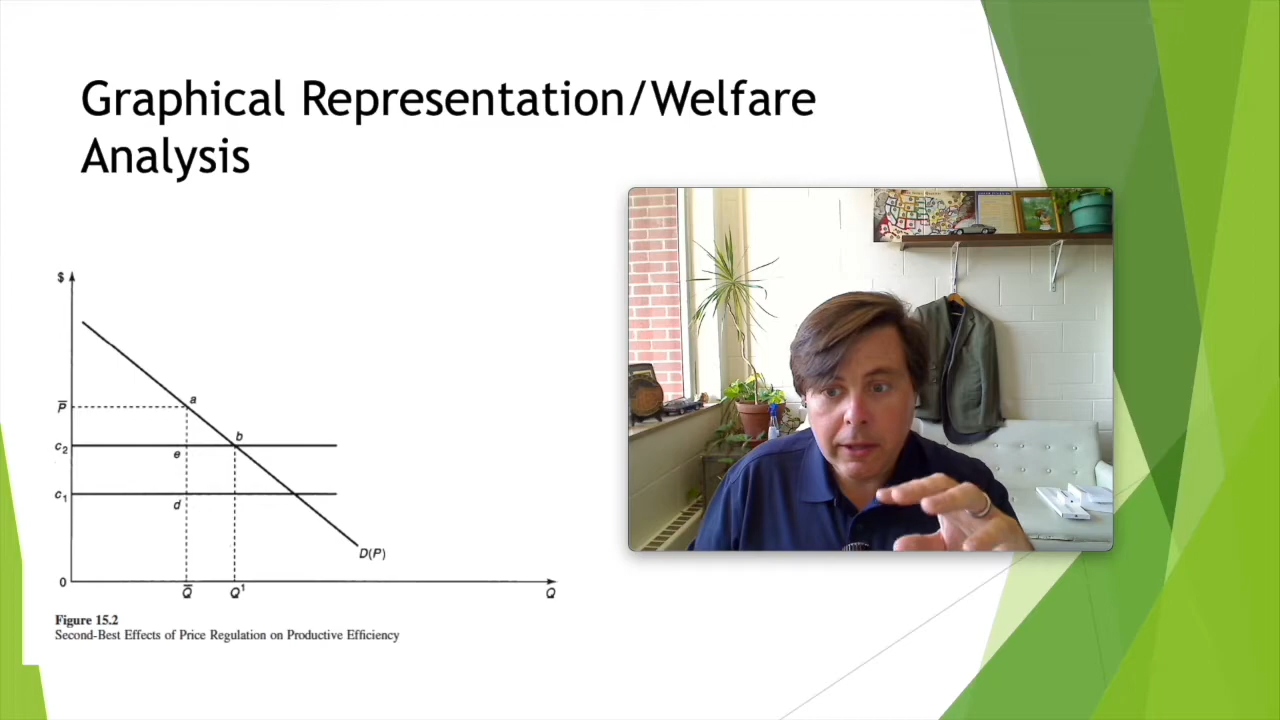 Graphical Representation/Welfare
Analysis
$
P̅
a
c₂
b
e
c₁
d
D(P)
0
Q̅
Q¹
Q
Figure 15.2
Second-Best Effects of Price Regulation on Productive Efficiency